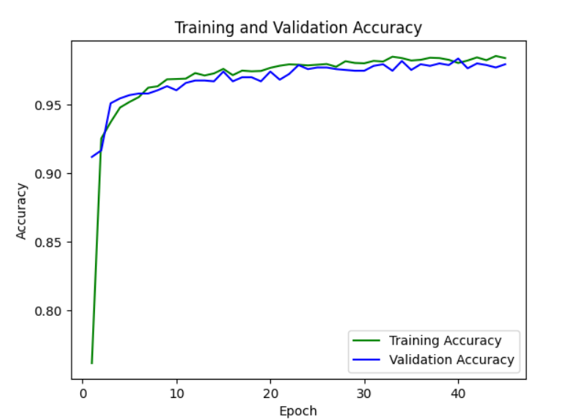 Training and Validation Accuracy
Accuracy
0.95
0.90
0.85
0.80
0
10
20
30
40
Epoch
Training Accuracy
Validation Accuracy